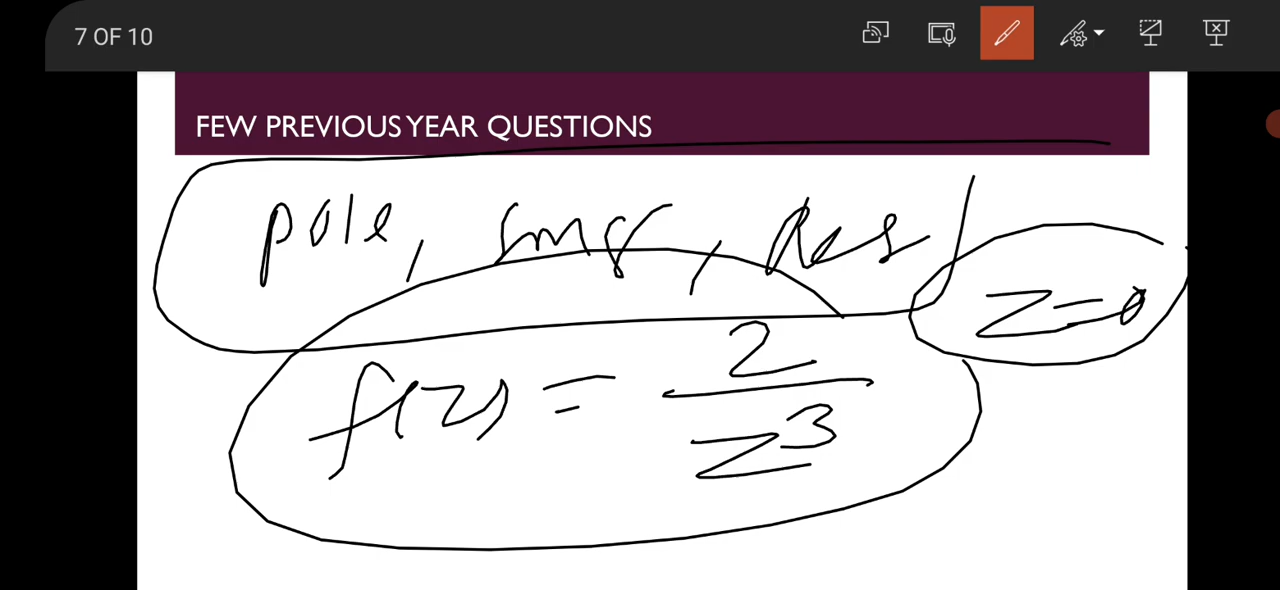 7 OF 10
FEW PREVIOUS YEAR QUESTIONS
pole, sing, Res
z=0
f(z) = 2/z³